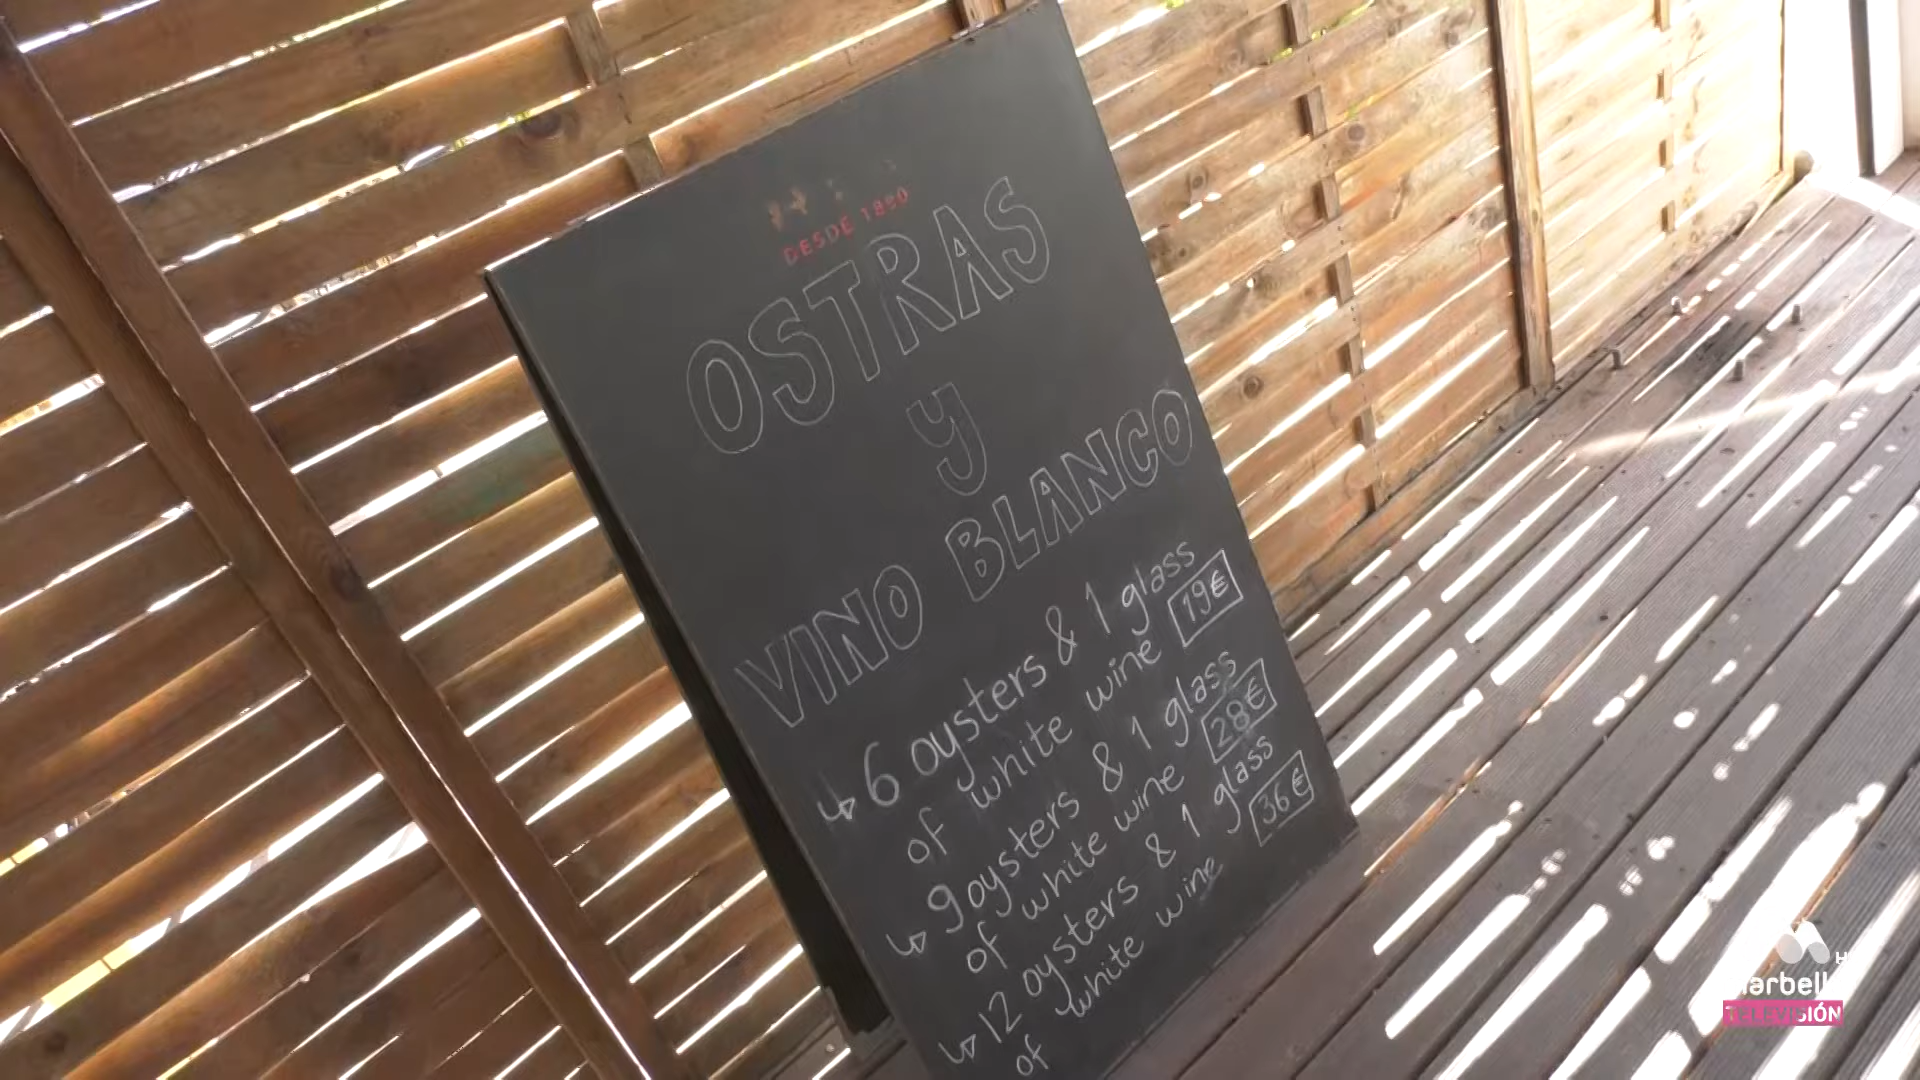 DESDE 1890
OSTRAS
Y
VINO BLANCO
↳ 6 oysters & 1 glass
of white wine 19€
↳ 9 oysters & 1 glass
of white wine 28€
↳ 12 oysters & 1 glass
of white wine 36€
marbella
TELEVISIÓN